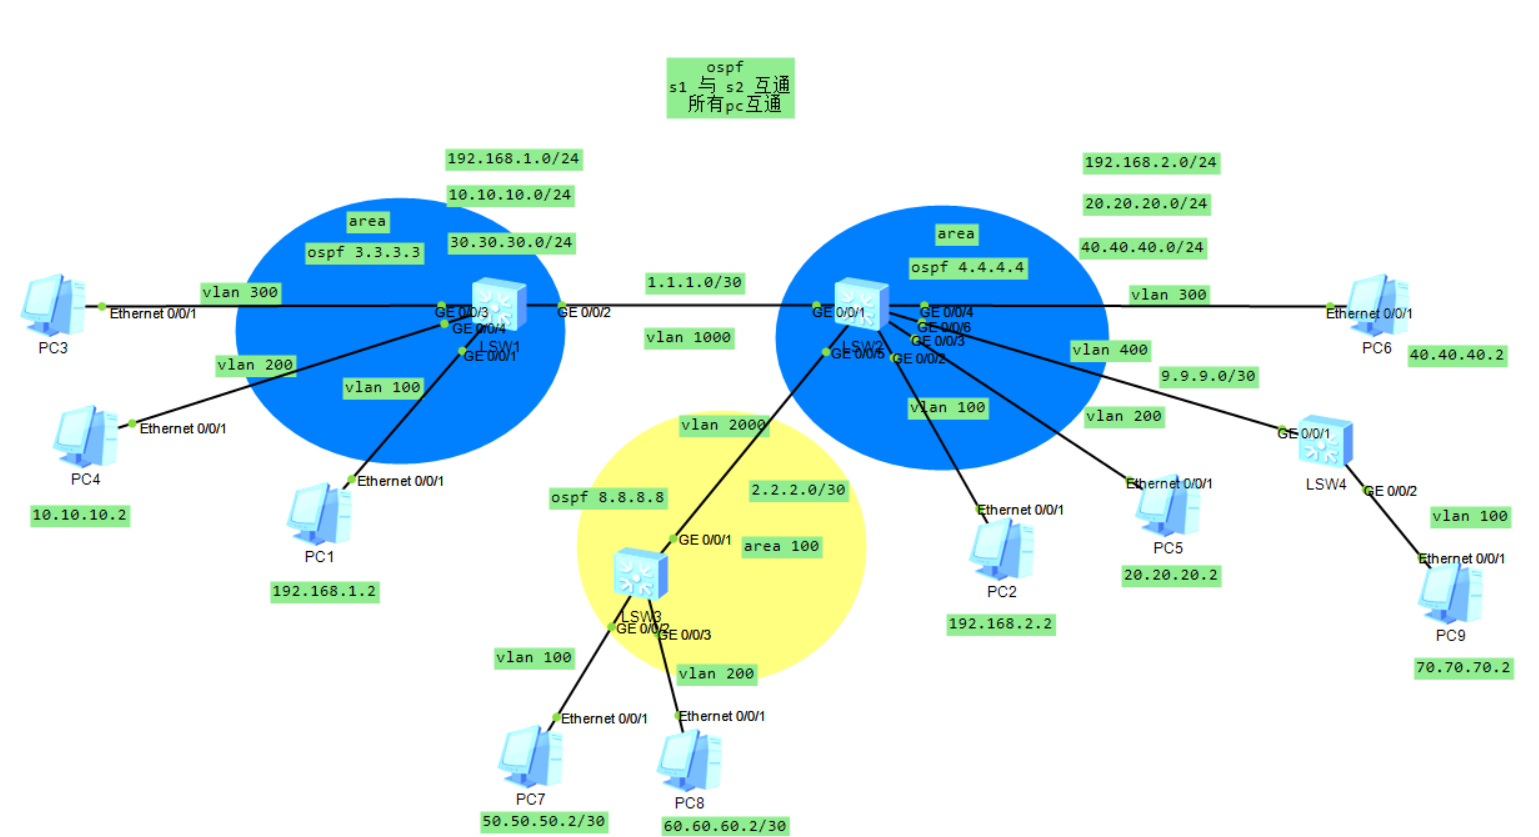 ospf
s1 与 s2 互通
所有pc互通
192.168.1.0/24
10.10.10.0/24
30.30.30.0/24
area
ospf 3.3.3.3
vlan 300
Ethernet 0/0/1
PC3
GE 0/0/3
GE 0/0/4
GE 0/0/1
GE 0/0/2
LSW1
vlan 200
vlan 100
Ethernet 0/0/1
PC4
10.10.10.2
Ethernet 0/0/1
PC1
192.168.1.2
1.1.1.0/30
vlan 1000
192.168.2.0/24
20.20.20.0/24
40.40.40.0/24
area
ospf 4.4.4.4
GE 0/0/1
LSW2
GE 0/0/4
GE 0/0/6
GE 0/0/3
GE 0/0/2
GE 0/0/5
vlan 300
Ethernet 0/0/1
PC6
40.40.40.2
vlan 400
9.9.9.0/30
vlan 100
vlan 200
GE 0/0/1
LSW4
GE 0/0/2
vlan 100
Ethernet 0/0/1
PC9
70.70.70.2
Ethernet 0/0/1
PC5
20.20.20.2
Ethernet 0/0/1
PC2
192.168.2.2
vlan 2000
ospf 8.8.8.8
2.2.2.0/30
GE 0/0/1
area 100
LSW3
GE 0/0/2
GE 0/0/3
vlan 100
vlan 200
Ethernet 0/0/1
Ethernet 0/0/1
PC7
PC8
50.50.50.2/30
60.60.60.2/30